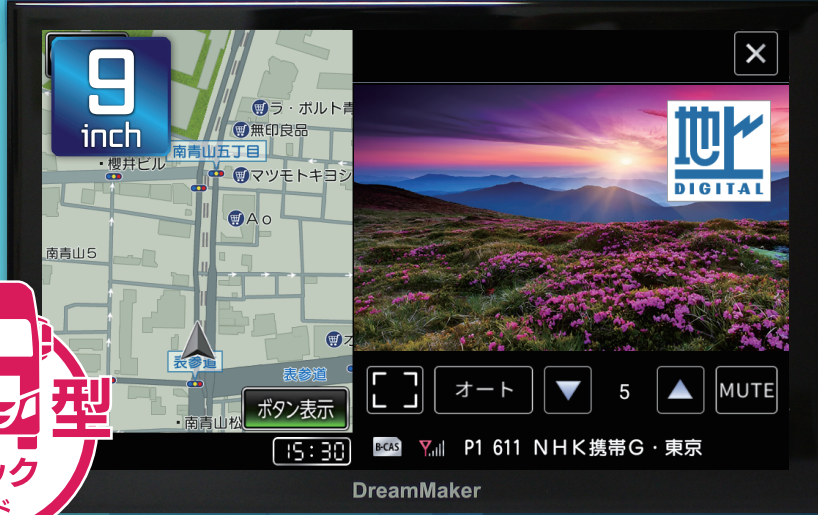 9
inch
ラ・ボルト青
無印良品
南青山五丁目
・櫻井ビル
マツモトキヨシ
Ao
南青山5
表参道
表参道
ボタン表示
・南青山松
15:30
×
地上
DIGITAL
オート
5
MUTE
B-CAS
P1 611 NHK携帯G・東京
DreamMaker
型
ック
ド